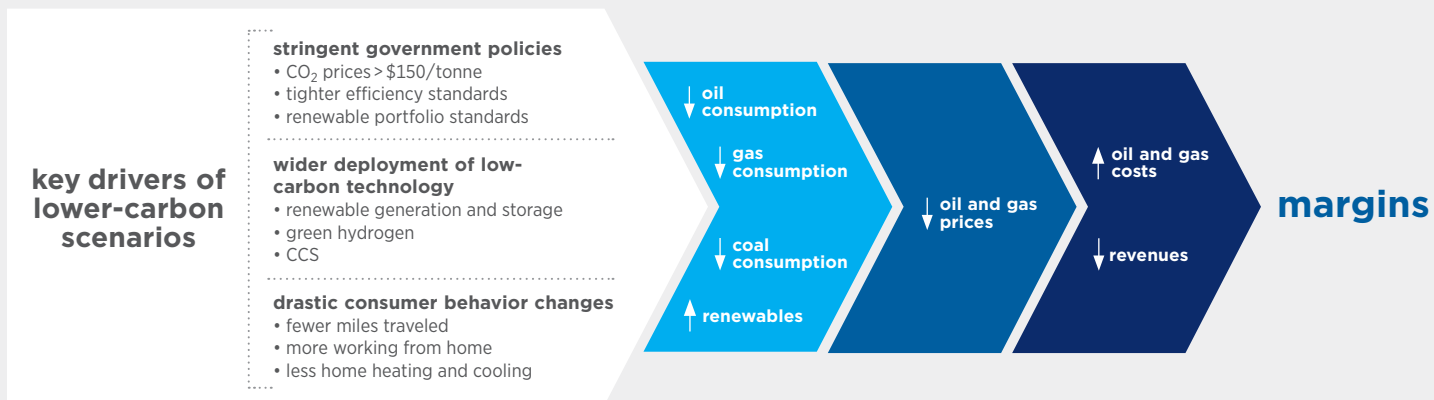 key drivers of
lower-carbon
scenarios
stringent government policies
• CO₂ prices > $150/tonne
• tighter efficiency standards
• renewable portfolio standards
wider deployment of low-
carbon technology
• renewable generation and storage
• green hydrogen
• CCS
drastic consumer behavior changes
• fewer miles traveled
• more working from home
• less home heating and cooling
↓ oil
consumption
↓ gas
consumption
↓ coal
consumption
↑ renewables
↓ oil and gas
prices
↑ oil and gas
costs
↓ revenues
margins